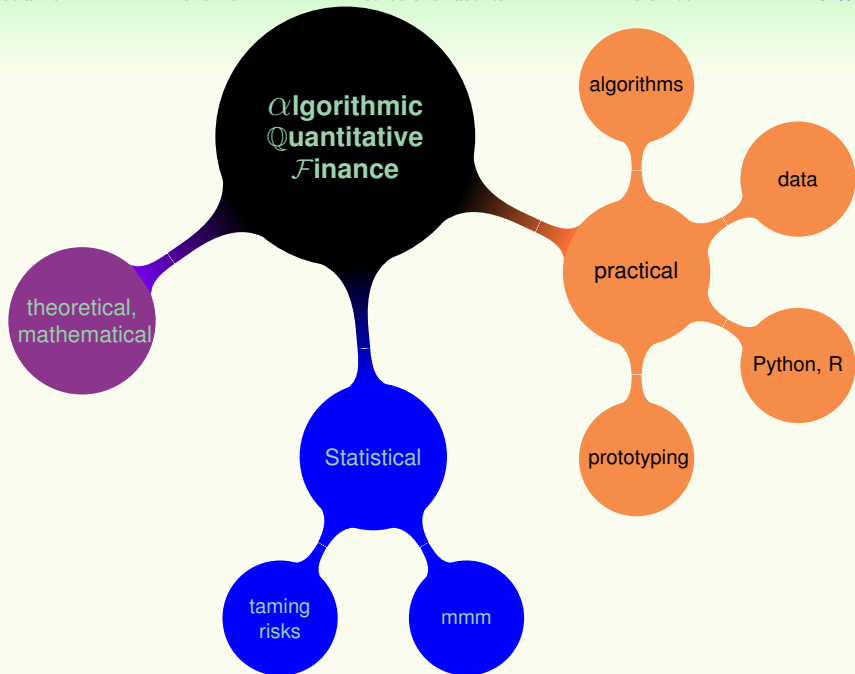 αlgorithmic
ℚuantitative
ℱinance
algorithms
data
practical
Python, R
prototyping
theoretical,
mathematical
Statistical
taming
risks
mmm